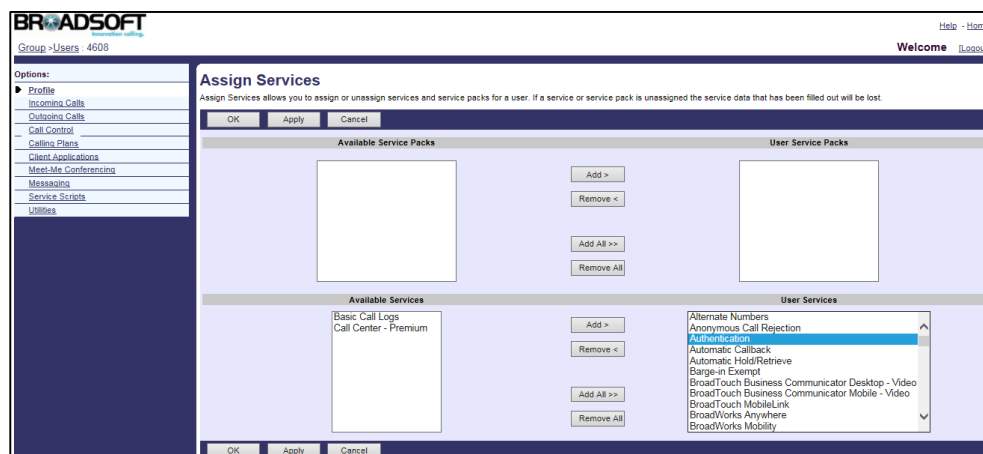 BROADSOFT
innovation calling.
Help - Hom
Group >Users : 4608
Welcome [Logou
Options:
Profile
Incoming Calls
Outgoing Calls
Call Control
Calling Plans
Client Applications
Meet-Me Conferencing
Messaging
Service Scripts
Utilities
Assign Services
Assign Services allows you to assign or unassign services and service packs for a user. If a service or service pack is unassigned the service data that has been filled out will be lost.
OK Apply Cancel
Available Service Packs User Service Packs
Add >
Remove <
Add All >>
Remove All
Available Services User Services
Basic Call Logs
Call Center - Premium
Add >
Remove <
Add All >>
Remove All
Alternate Numbers
Anonymous Call Rejection
Authentication
Automatic Callback
Automatic Hold/Retrieve
Barge-in Exempt
BroadTouch Business Communicator Desktop - Video
BroadTouch Business Communicator Mobile - Video
BroadTouch MobileLink
BroadWorks Anywhere
BroadWorks Mobility
OK Apply Cancel